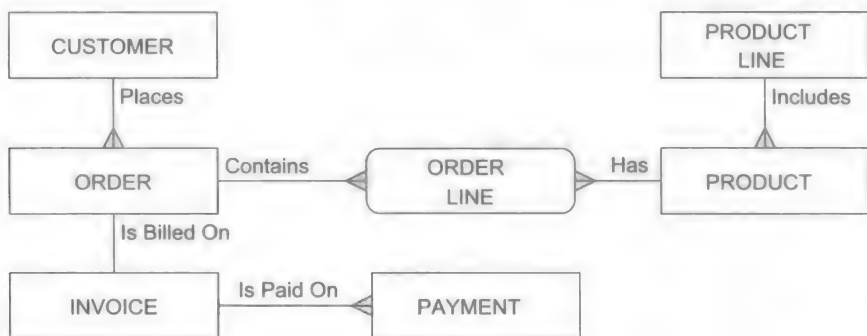 CUSTOMER
PRODUCT
LINE
Places
Includes
ORDER
Contains
ORDER
LINE
Has
PRODUCT
Is Billed On
INVOICE
Is Paid On
PAYMENT